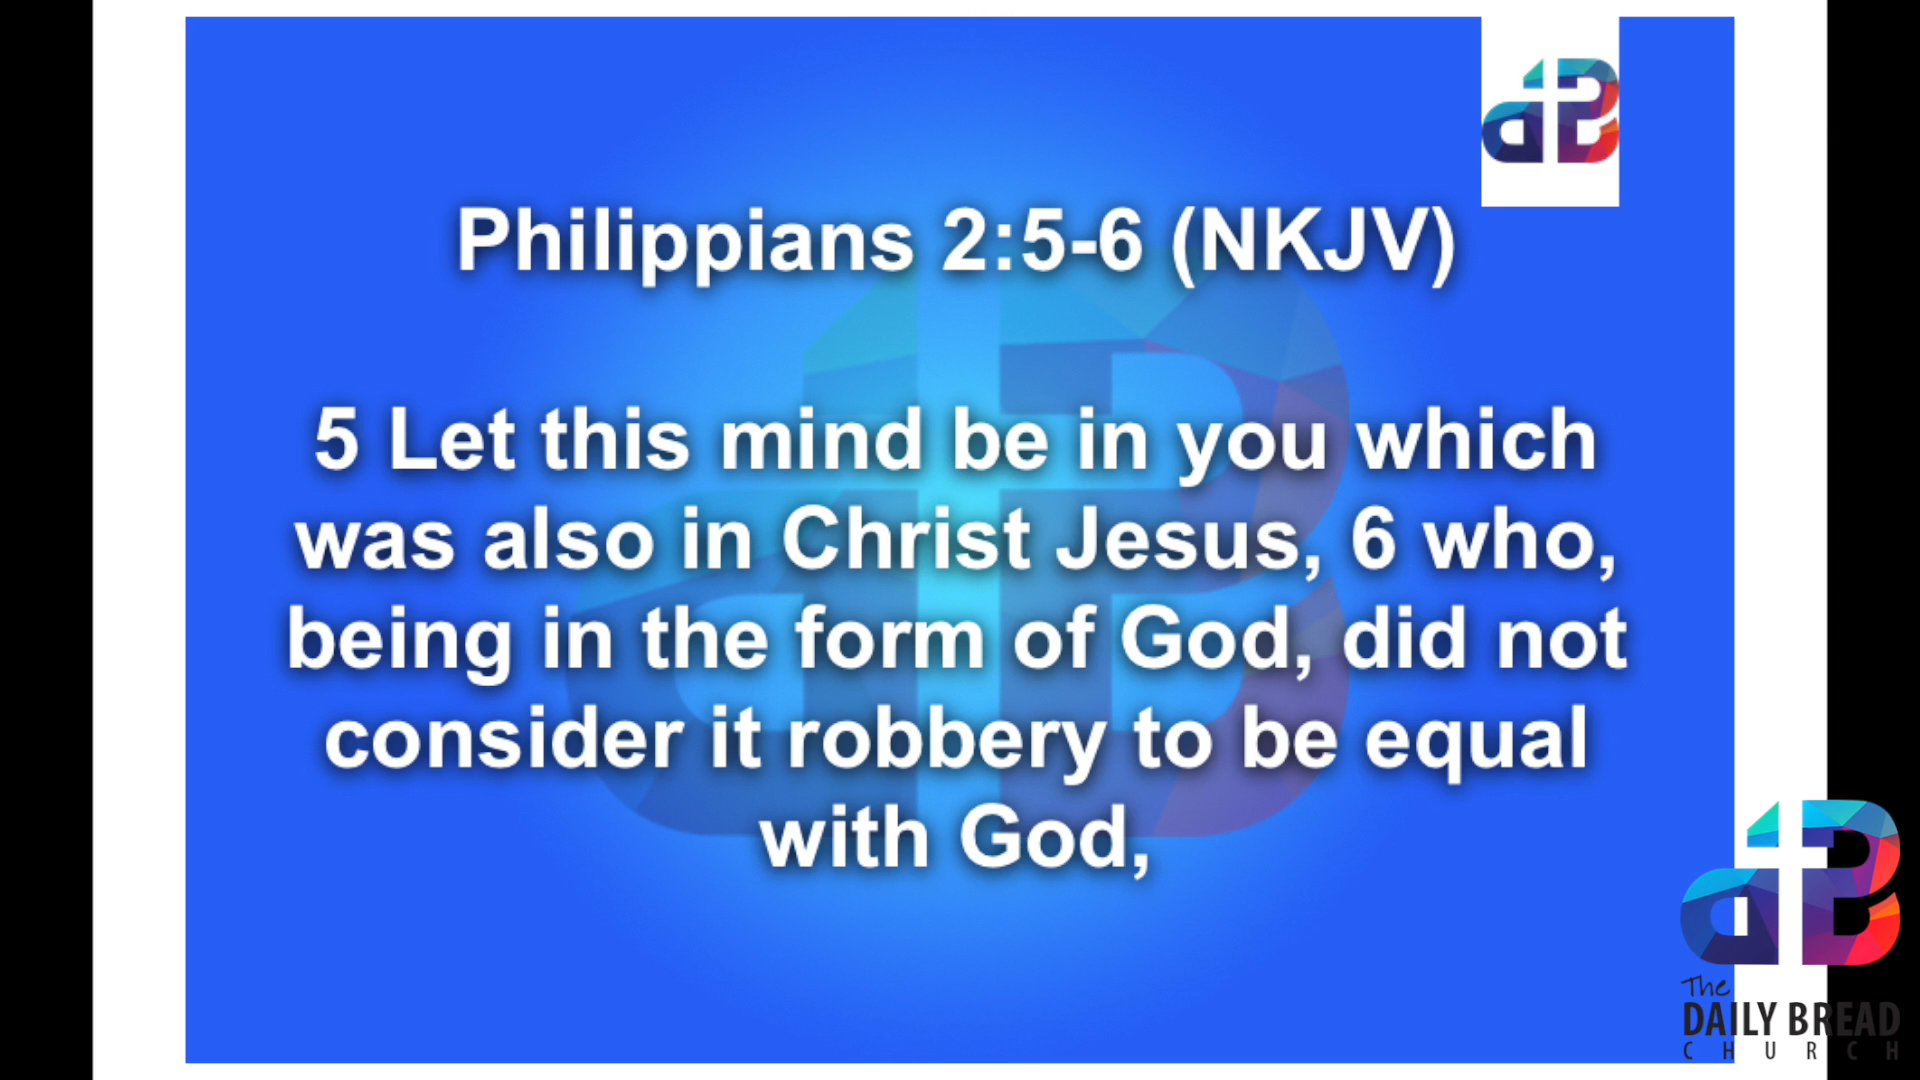 Philippians 2:5-6 (NKJV)
5 Let this mind be in you which
was also in Christ Jesus, 6 who,
being in the form of God, did not
consider it robbery to be equal
with God,
The
DAILY BREAD
CHURCH